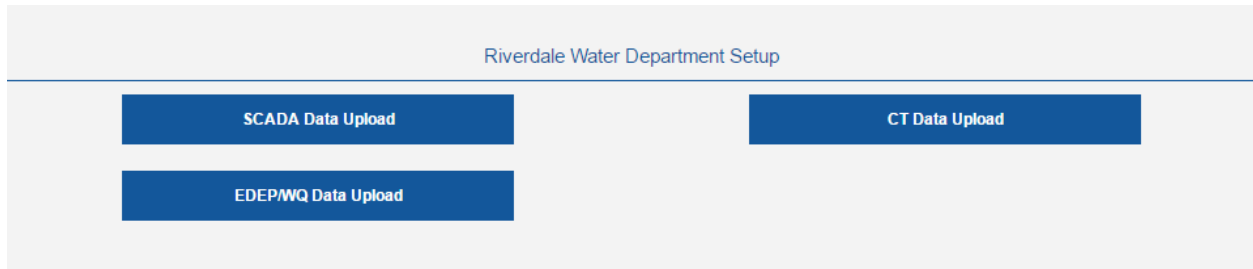 Riverdale Water Department Setup
SCADA Data Upload
CT Data Upload
EDEP/WQ Data Upload